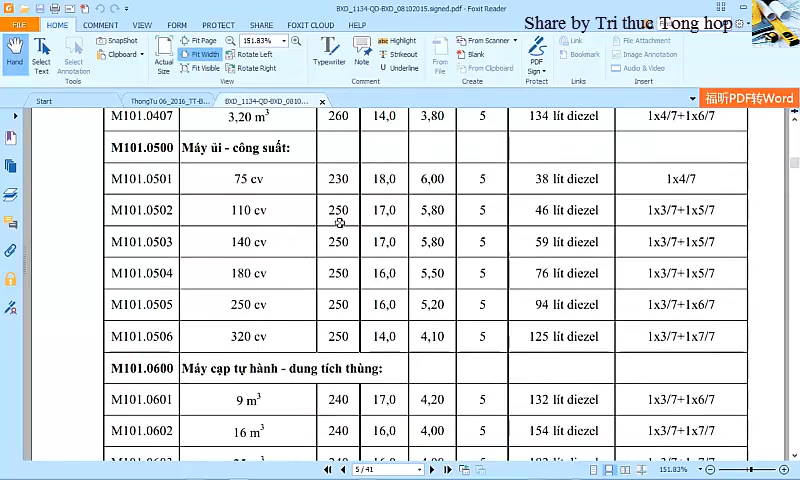 BXD_1134-QD-BXD_08102015.signed.pdf - Foxit Reader
Share by Tri thuc Tong hop
FILE HOME COMMENT VIEW FORM PROTECT SHARE FOXIT CLOUD HELP
Hand
Select Text
Select Annotation
SnapShot
Clipboard
Tools
Actual Size
Fit Page
Fit Width
Fit Visible
151.83%
Rotate Left
Rotate Right
View
Typewriter
Note
Highlight
Strikeout
Underline
Comment
From File
From Scanner
Blank
From Clipboard
Create
PDF Sign
Protect
Link
Bookmark
Links
File Attachment
Image Annotation
Audio & Video
Insert
Start
ThongTu 06_2016_TT-B...
BXD_1134-QD-BXD_0810...
福昕PDF转Word
M101.0407 3,20 m³ 260 14,0 3,80 5 134 lít diezel 1x4/7+1x6/7
M101.0500 Máy ủi - công suất:
M101.0501 75 cv 230 18,0 6,00 5 38 lít diezel 1x4/7
M101.0502 110 cv 250 17,0 5,80 5 46 lít diezel 1x3/7+1x5/7
M101.0503 140 cv 250 17,0 5,80 5 59 lít diezel 1x3/7+1x5/7
M101.0504 180 cv 250 16,0 5,50 5 76 lít diezel 1x3/7+1x5/7
M101.0505 250 cv 250 16,0 5,20 5 94 lít diezel 1x3/7+1x6/7
M101.0506 320 cv 250 14,0 4,10 5 125 lít diezel 1x3/7+1x7/7
M101.0600 Máy cạp tự hành - dung tích thùng:
M101.0601 9 m³ 240 17,0 4,20 5 132 lít diezel 1x3/7+1x6/7
M101.0602 16 m³ 240 16,0 4,00 5 154 lít diezel 1x3/7+1x7/7
5 / 41
151.83%